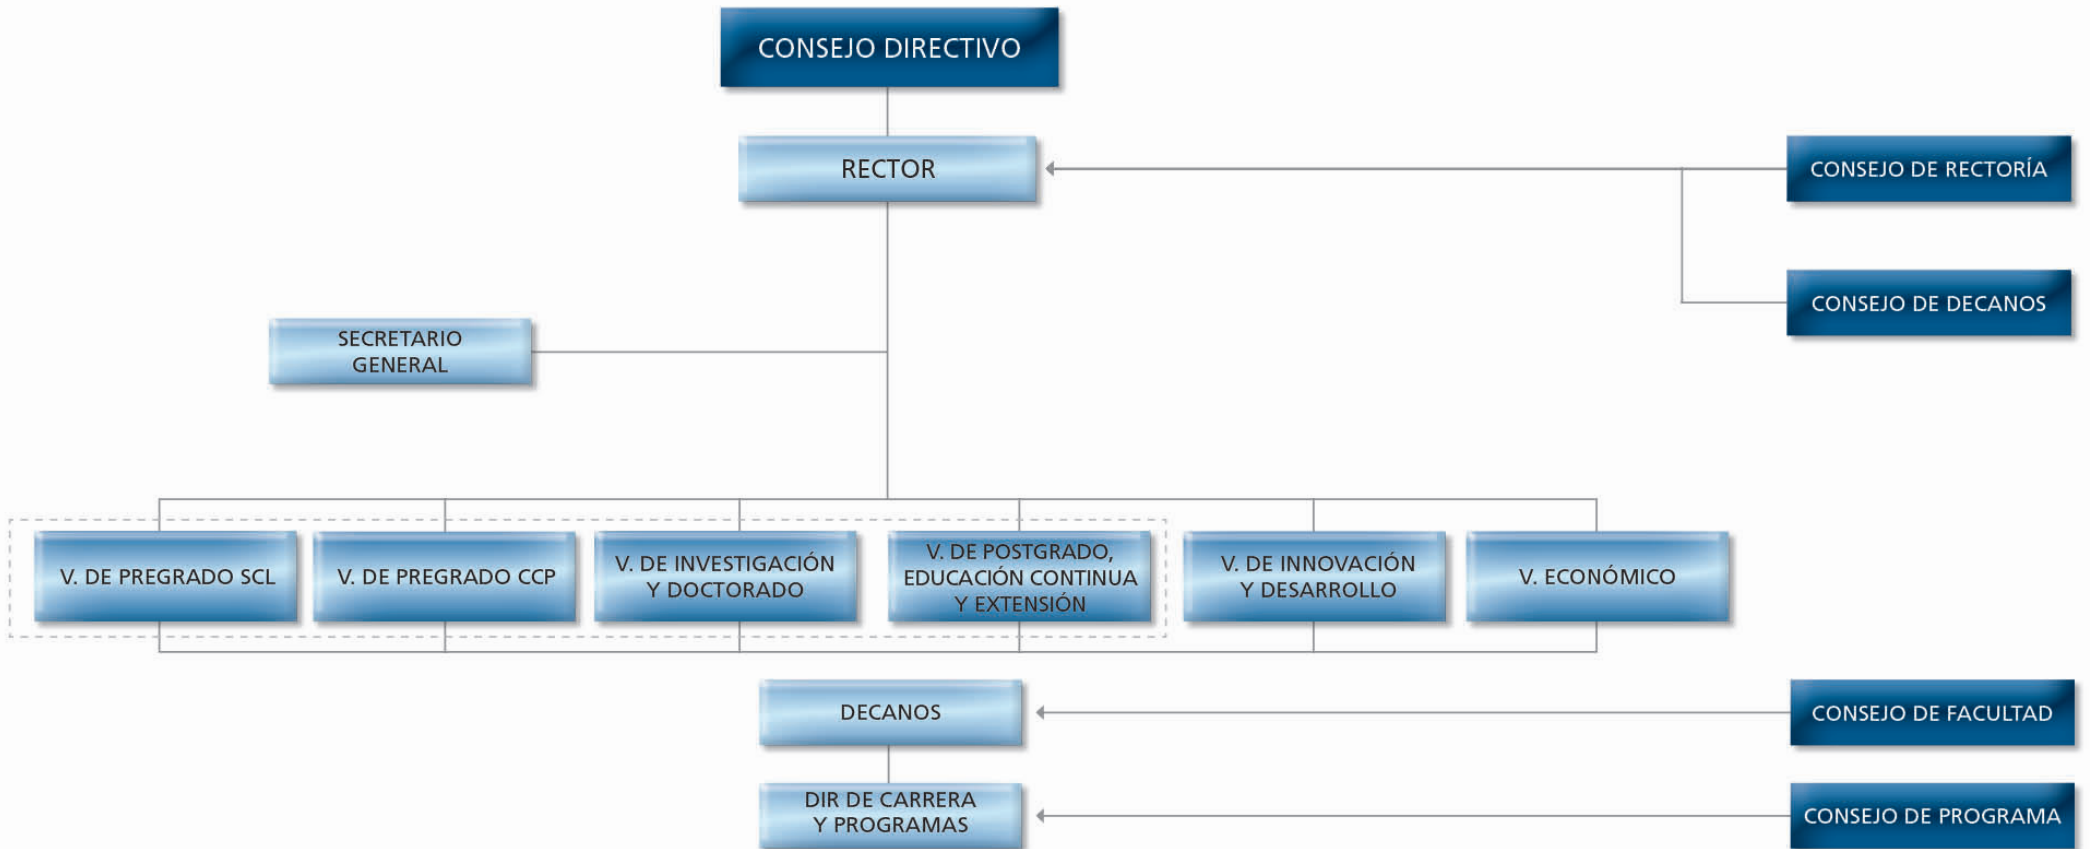 CONSEJO DIRECTIVO
RECTOR
CONSEJO DE RECTORÍA
CONSEJO DE DECANOS
SECRETARIO
GENERAL
V. DE PREGRADO SCL
V. DE PREGRADO CCP
V. DE INVESTIGACIÓN
Y DOCTORADO
V. DE POSTGRADO,
EDUCACIÓN CONTINUA
Y EXTENSIÓN
V. DE INNOVACIÓN
Y DESARROLLO
V. ECONÓMICO
DECANOS
CONSEJO DE FACULTAD
DIR DE CARRERA
Y PROGRAMAS
CONSEJO DE PROGRAMA